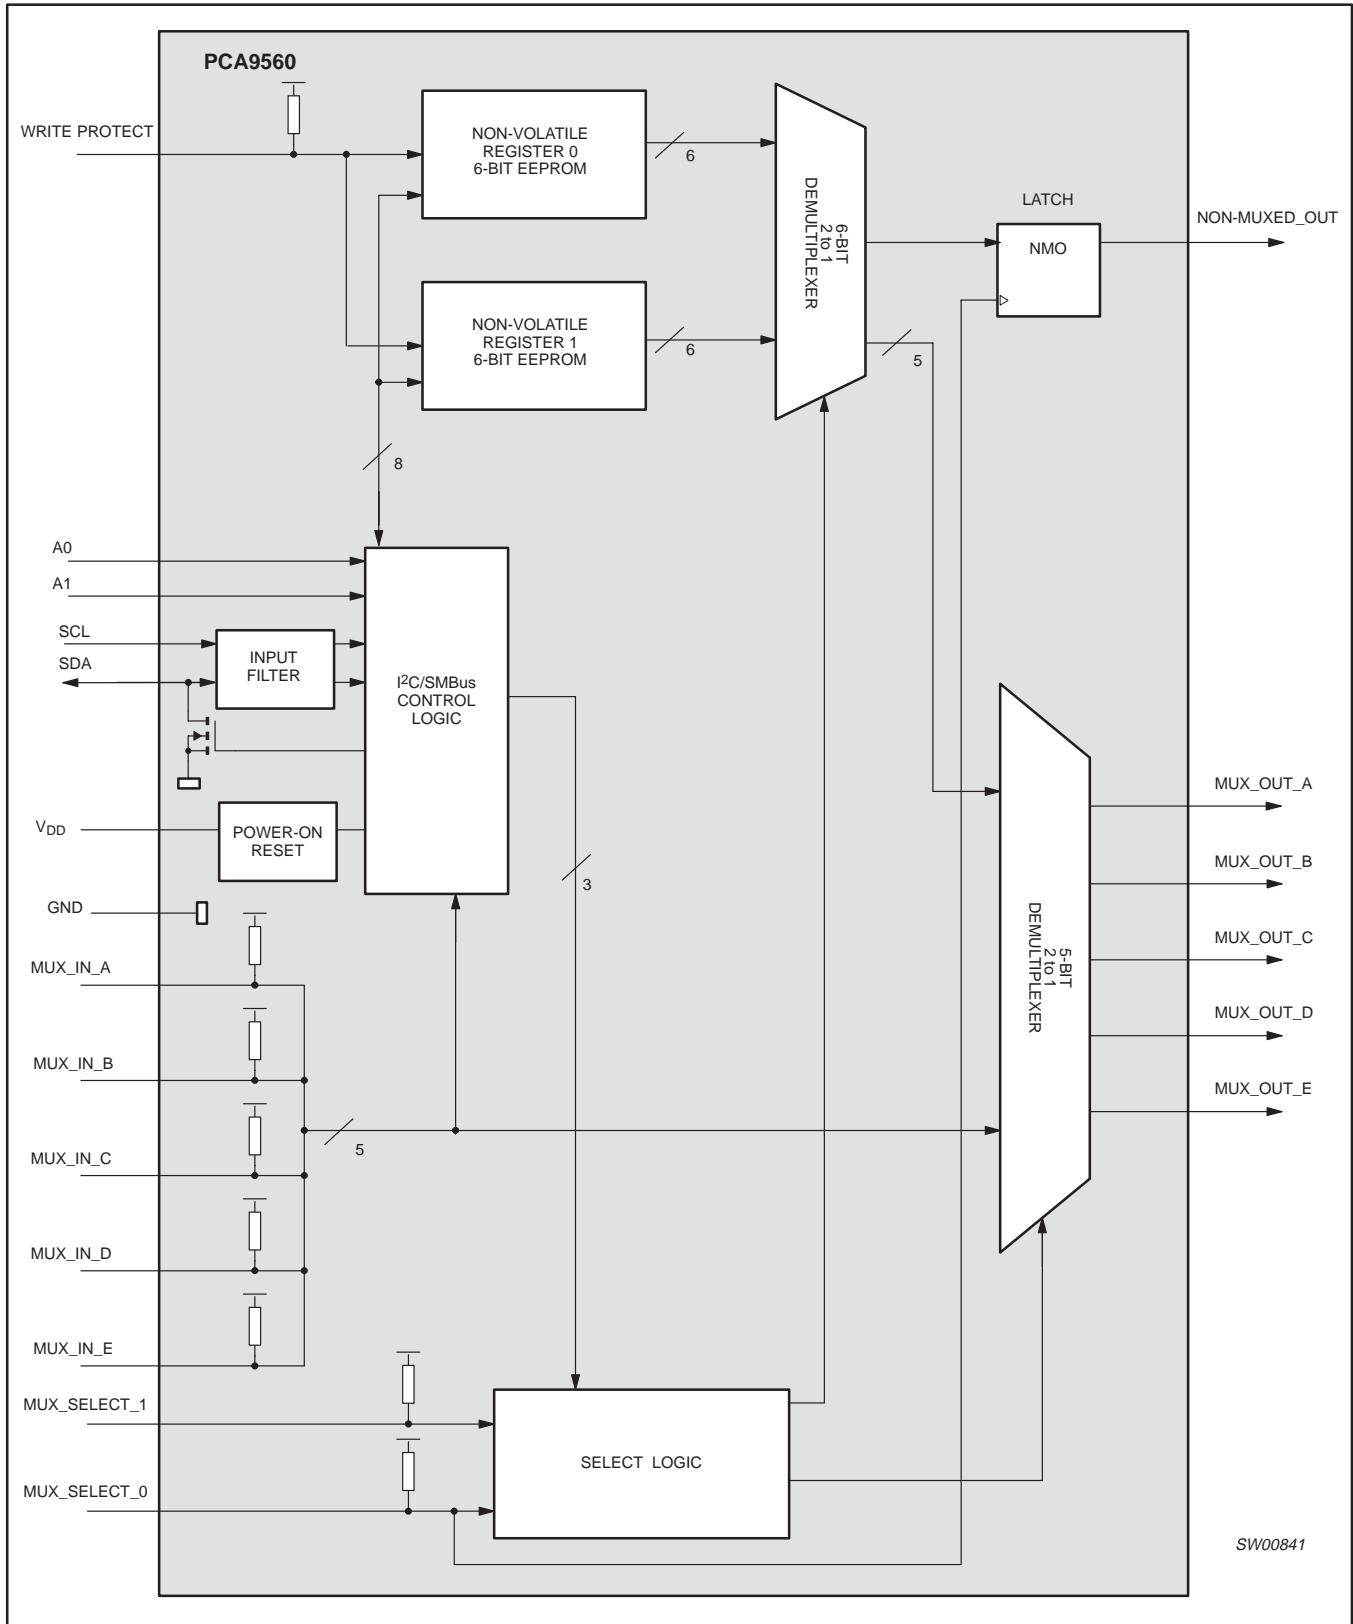 PCA9560
WRITE PROTECT
NON-VOLATILE
REGISTER 0
6-BIT EEPROM
6
6-BIT
2 to 1
DEMULTIPLEXER
LATCH
NMO
NON-MUXED_OUT
NON-VOLATILE
REGISTER 1
6-BIT EEPROM
6
5
8
A0
A1
SCL
SDA
INPUT
FILTER
I²C/SMBus
CONTROL
LOGIC
VDD
POWER-ON
RESET
3
GND
MUX_IN_A
MUX_IN_B
MUX_IN_C
MUX_IN_D
MUX_IN_E
5
5-BIT
2 to 1
DEMULTIPLEXER
MUX_OUT_A
MUX_OUT_B
MUX_OUT_C
MUX_OUT_D
MUX_OUT_E
MUX_SELECT_1
MUX_SELECT_0
SELECT LOGIC
SW00841